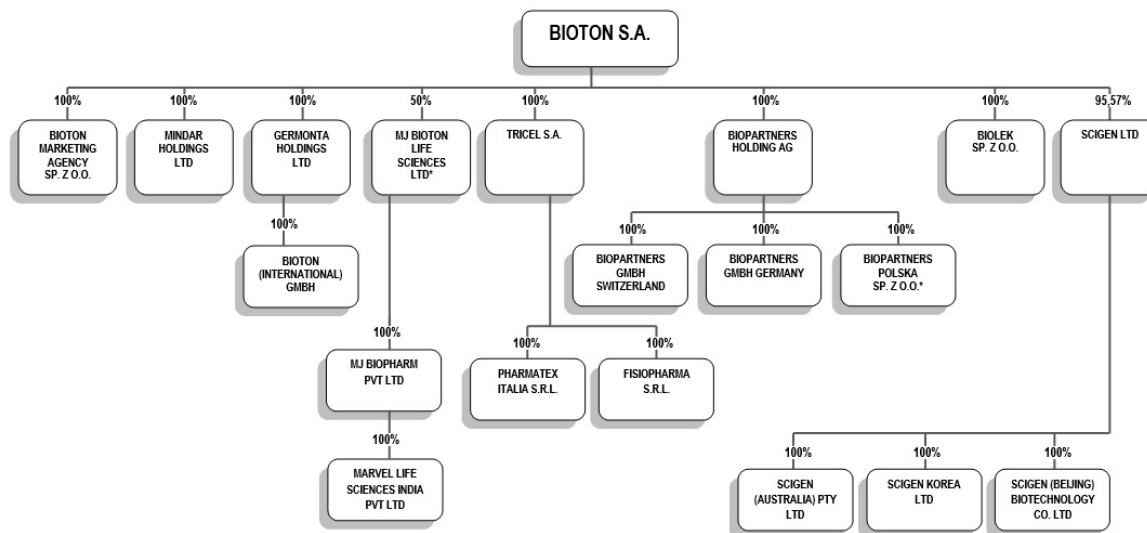 BIOTON S.A.
100%
100%
100%
50%
100%
100%
100%
95,57%
BIOTON
MARKETING
AGENCY
SP. Z O.O.
MINDAR
HOLDINGS
LTD
GERMONTA
HOLDINGS
LTD
MJ BIOTON
LIFE
SCIENCES
LTD*
TRICEL S.A.
BIOPARTNERS
HOLDING AG
BIOLEK
SP. Z O.O.
SCIGEN LTD
100%
BIOTON
(INTERNATIONAL)
GMBH
100%
100%
100%
BIOPARTNERS
GMBH
SWITZERLAND
BIOPARTNERS
GMBH GERMANY
BIOPARTNERS
POLSKA
SP. Z O.O.*
100%
MJ BIOPHARM
PVT LTD
100%
100%
PHARMATEX
ITALIA S.R.L.
FISIOPHARMA
S.R.L.
100%
MARVEL LIFE
SCIENCES INDIA
PVT LTD
100%
100%
100%
SCIGEN
(AUSTRALIA) PTY
LTD
SCIGEN KOREA
LTD
SCIGEN (BEIJING)
BIOTECHNOLOGY
CO. LTD